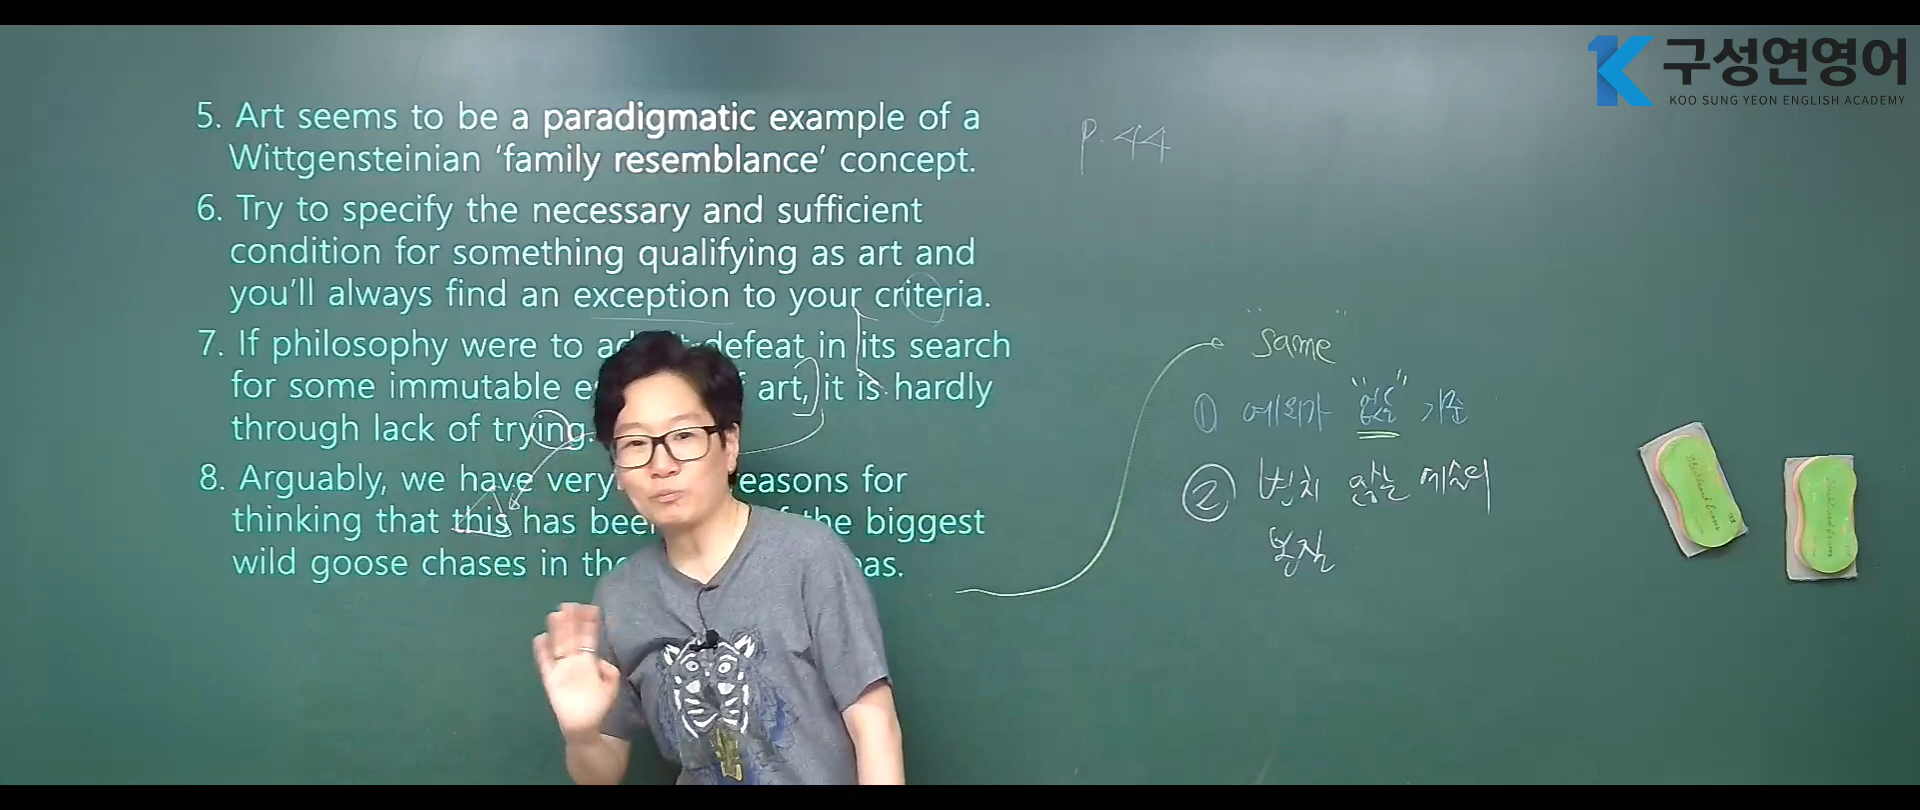 구성연영어
KOO SUNG YEON ENGLISH ACADEMY
5. Art seems to be a paradigmatic example of a
Wittgensteinian ‘family resemblance’ concept.
6. Try to specify the necessary and sufficient
condition for something qualifying as art and
you’ll always find an exception to your criteria.
7. If philosophy were to defeat in its search
for some immutable art, it is hardly
through lack of trying.
8. Arguably, we have very reasons for
thinking that this has the biggest
wild goose chases in
p.44
"same"
① 예외가 "없는" 기준
② 변치 않는 예술의
본질